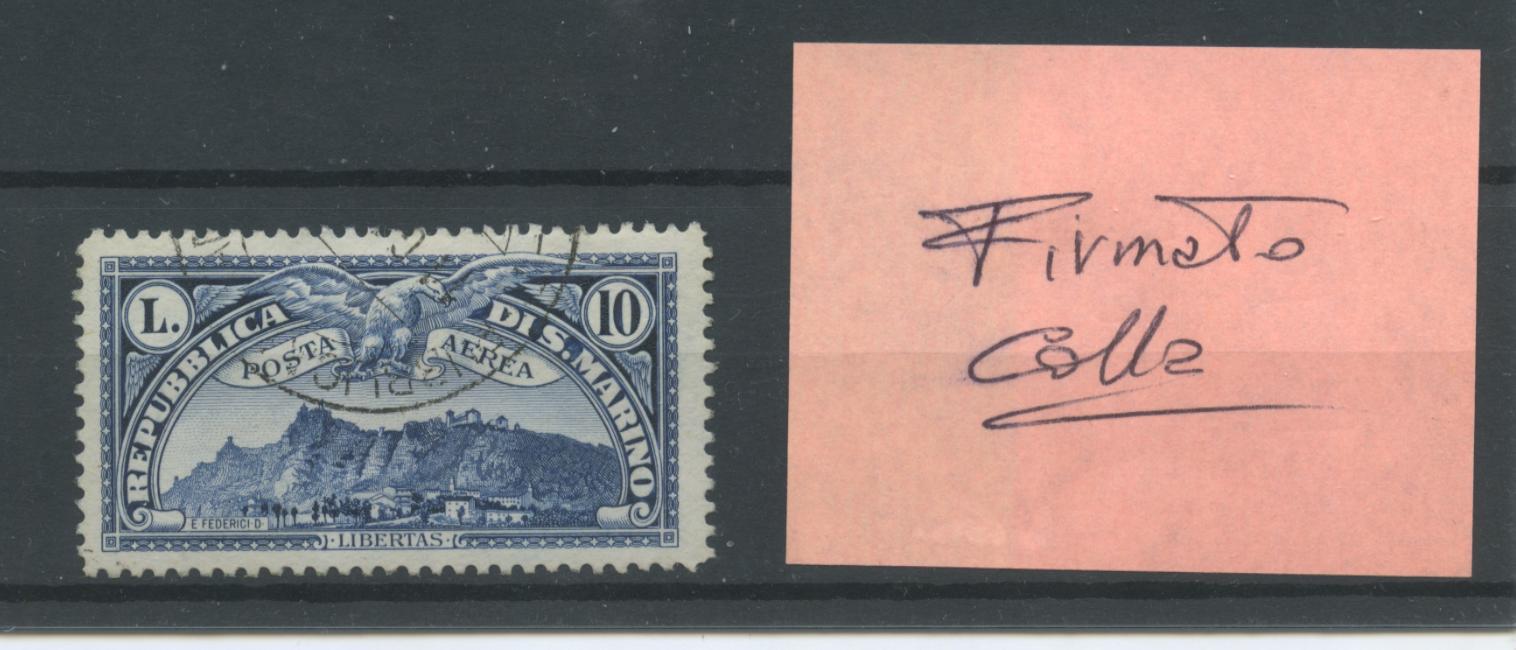 L. 10
REPUBBLICA DI S. MARINO
POSTA AEREA
E FEDERICI·D·
·LIBERTAS·
Firmato
Colla